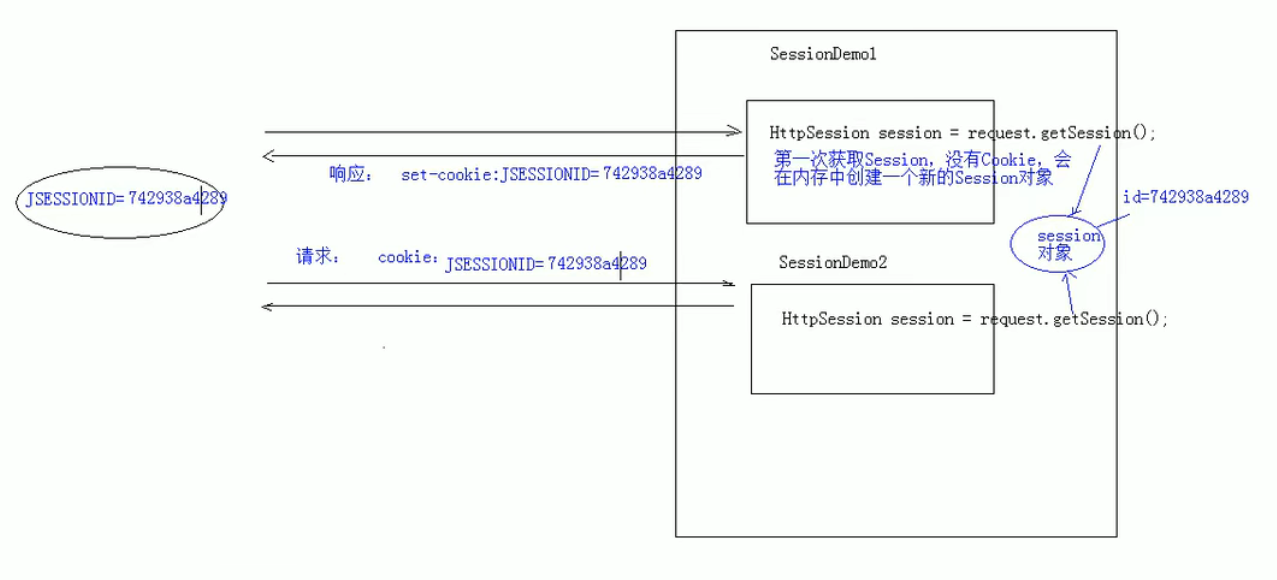 SessionDemo1
HttpSession session = request.getSession();
第一次获取Session，没有Cookie，会
在内存中创建一个新的Session对象
响应： set-cookie:JSESSIONID=742938a4289
JSESSIONID=742938a4289
id=742938a4289
session
对象
请求： cookie：JSESSIONID=742938a4289
SessionDemo2
HttpSession session = request.getSession();